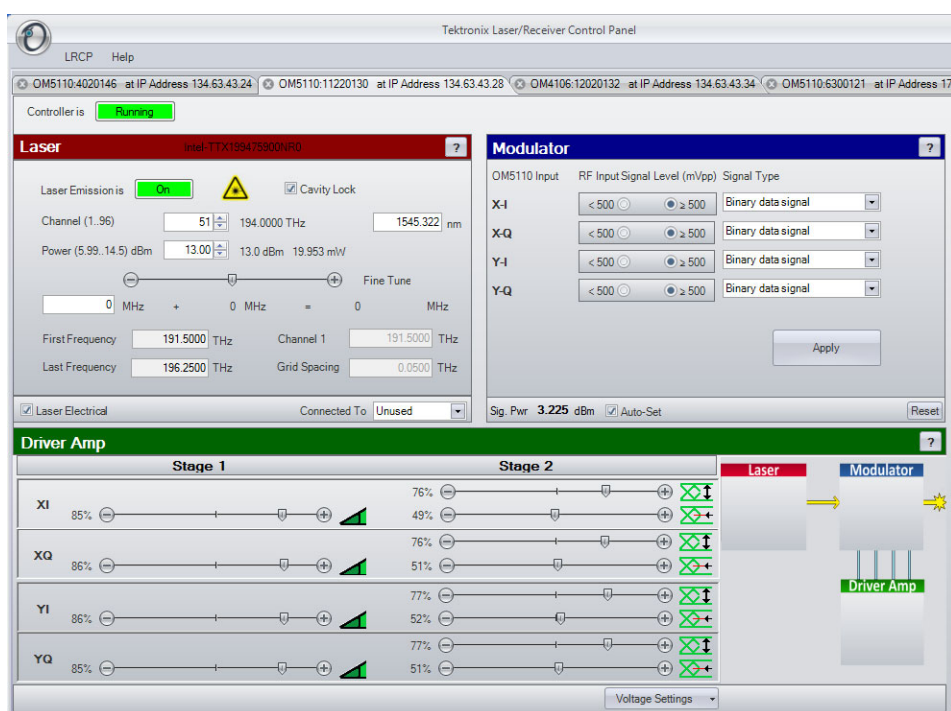 Tektronix Laser/Receiver Control Panel
LRCP Help
OM5110:4020146 at IP Address 134.63.43.24 OM5110:11220130 at IP Address 134.63.43.28 OM4106:12020132 at IP Address 134.63.43.34 OM5110:6300121 at IP Address 17
Controller is Running
Laser Intel-TTX199475900NR0 ?
Laser Emission is On Cavity Lock
Channel (1..96) 51 194.0000 THz 1545.322 nm
Power (5.99..14.5) dBm 13.00 13.0 dBm 19.953 mW
Fine Tune
0 MHz + 0 MHz = 0 MHz
First Frequency 191.5000 THz Channel 1 191.5000 THz
Last Frequency 196.2500 THz Grid Spacing 0.0500 THz
Laser Electrical Connected To Unused
Modulator ?
OM5110 Input RF Input Signal Level (mVpp) Signal Type
X-I < 500 ≥ 500 Binary data signal
X-Q < 500 ≥ 500 Binary data signal
Y-I < 500 ≥ 500 Binary data signal
Y-Q < 500 ≥ 500 Binary data signal
Apply
Sig. Pwr 3.225 dBm Auto-Set Reset
Driver Amp ?
Stage 1 Stage 2
XI 85% 76%
49%
XQ 86% 76%
51%
YI 86% 77%
52%
YQ 85% 77%
51%
Laser Modulator
Driver Amp
Voltage Settings